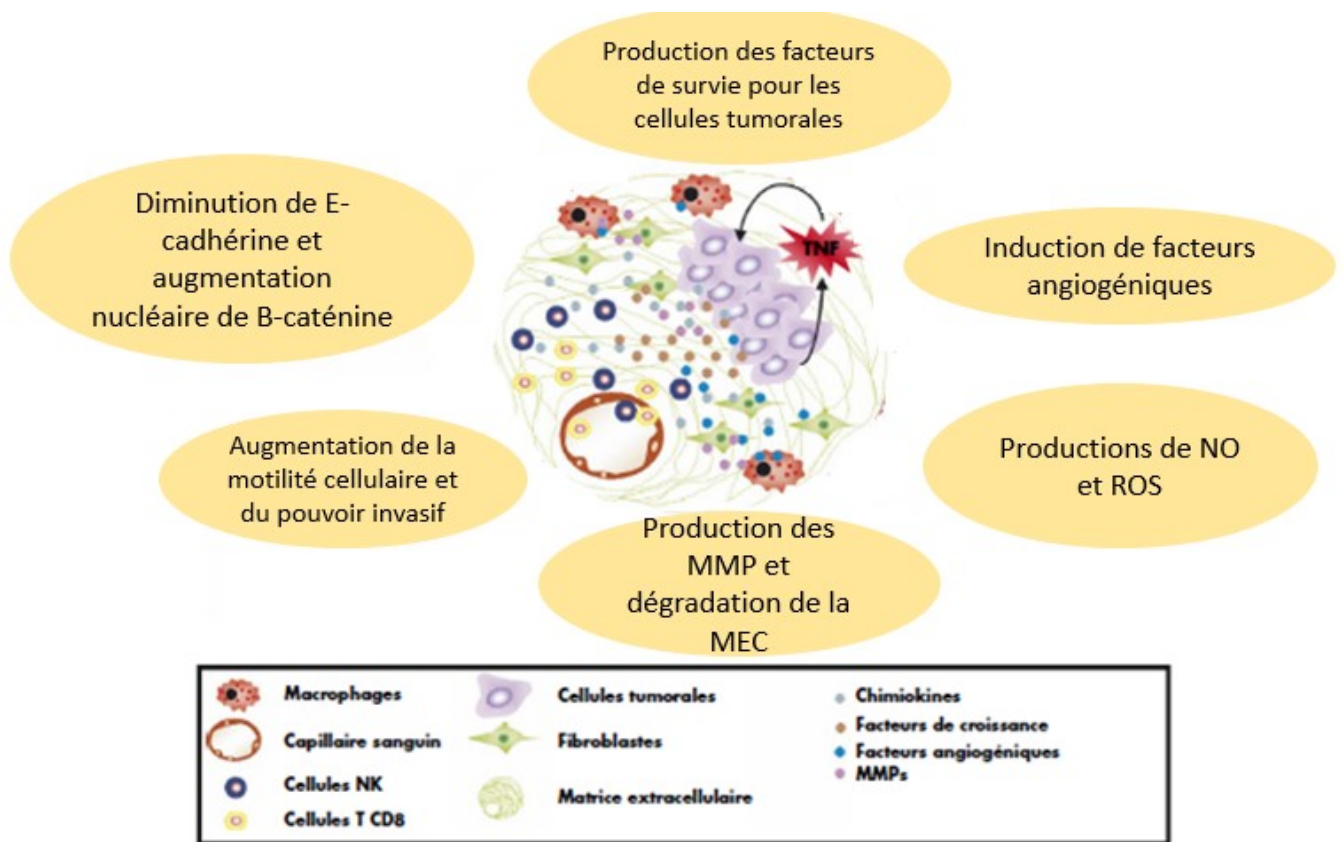 Production des facteurs
de survie pour les
cellules tumorales
Diminution de E-
cadhérine et
augmentation
nucléaire de B-caténine
TNF
Induction de facteurs
angiogéniques
Augmentation de la
motilité cellulaire et
du pouvoir invasif
Productions de NO
et ROS
Production des
MMP et
dégradation de la
MEC
Macrophages
Capillaire sanguin
Cellules NK
Cellules T CD8
Cellules tumorales
Fibroblastes
Matrice extracellulaire
Chimiokines
Facteurs de croissance
Facteurs angiogéniques
MMPs